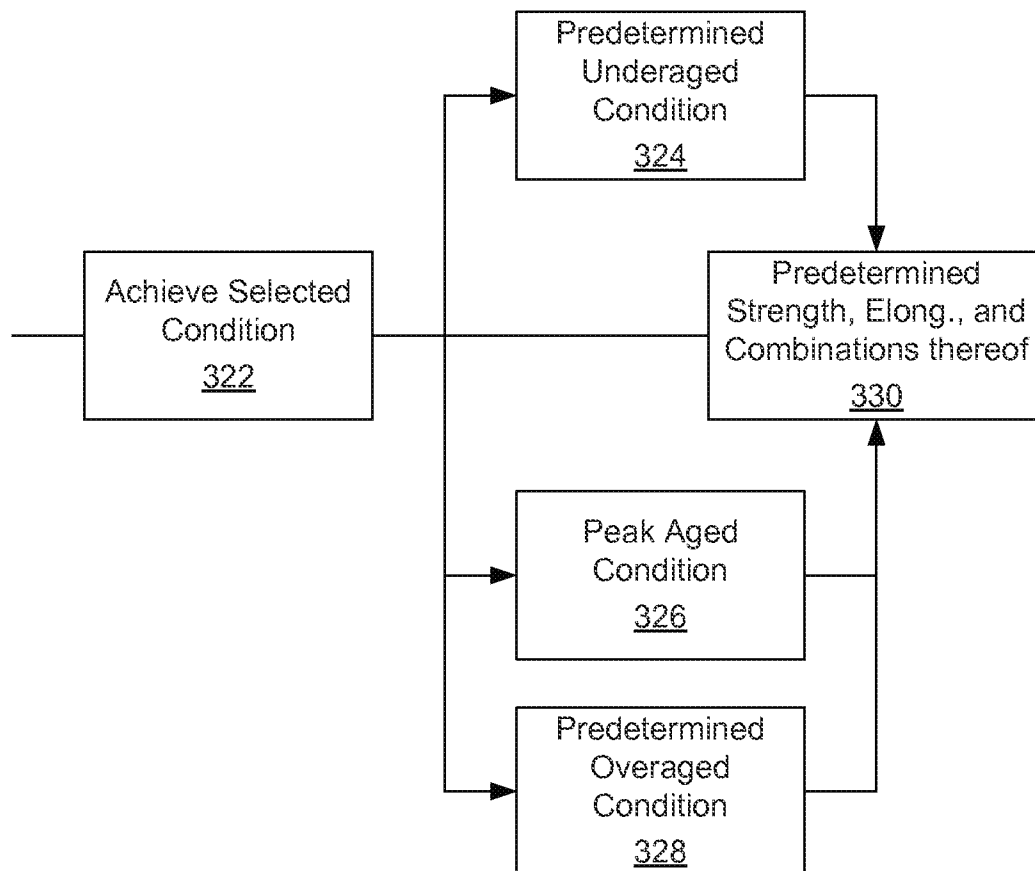 Predetermined
Underaged
Condition
324
Achieve Selected
Condition
322
Predetermined
Strength, Elong., and
Combinations thereof
330
Peak Aged
Condition
326
Predetermined
Overaged
Condition
328